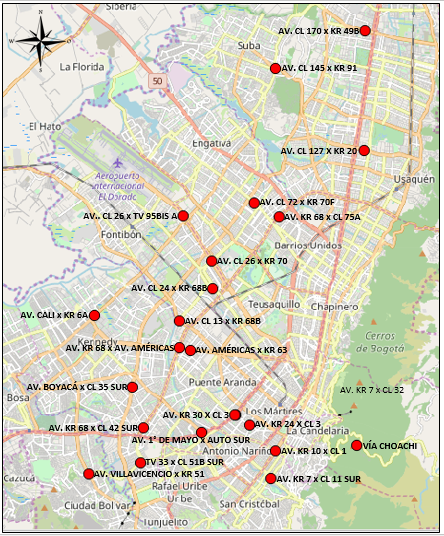 Siberia
N
W
E
S
AV. CL 170 x KR 49B
Suba
La Florida
AV. CL 145 x KR 91
50
El Hato
Engativá
AV. CL 127 X KR 20
Aeropuerto
Internacional
El Dorado
Usaquén
AV. CL 72 x KR 70F
AV.. CL 26 x TV 95BIS A
AV. KR 68 x CL 75A
Fontibón
Barrios Unidos
AV. CL 26 x KR 70
AV. CL 24 x KR 68B
Teusaquillo
Chapinero
AV. CALI x KR 6A
AV. CL 13 x KR 68B
Cerros
de Bogotá
Kennedy
AV. KR 68 x AV. AMÉRICAS
AV. AMÉRICAS x KR 63
Puente Aranda
AV. BOYACÁ x CL 35 SUR
AV. KR 7 x CL 32
Bosa
AV. KR 30 X CL 3
Los Mártires
AV. KR 24 X CL 3
AV. KR 68 x CL 42 SUR
La Candelaria
AV. 1° DE MAYO x AUTO SUR
VÍA CHOACHI
Antonio Nariño
AV. KR 10 x CL 1
TV 33 x CL 51B SUR
AV. VILLAVICENCIO x KR 51
Cazuca
AV. KR 7 x CL 11 SUR
Rafael Uribe
Uribe
Ciudad Bolívar
San Cristóbal
Tunjuelito